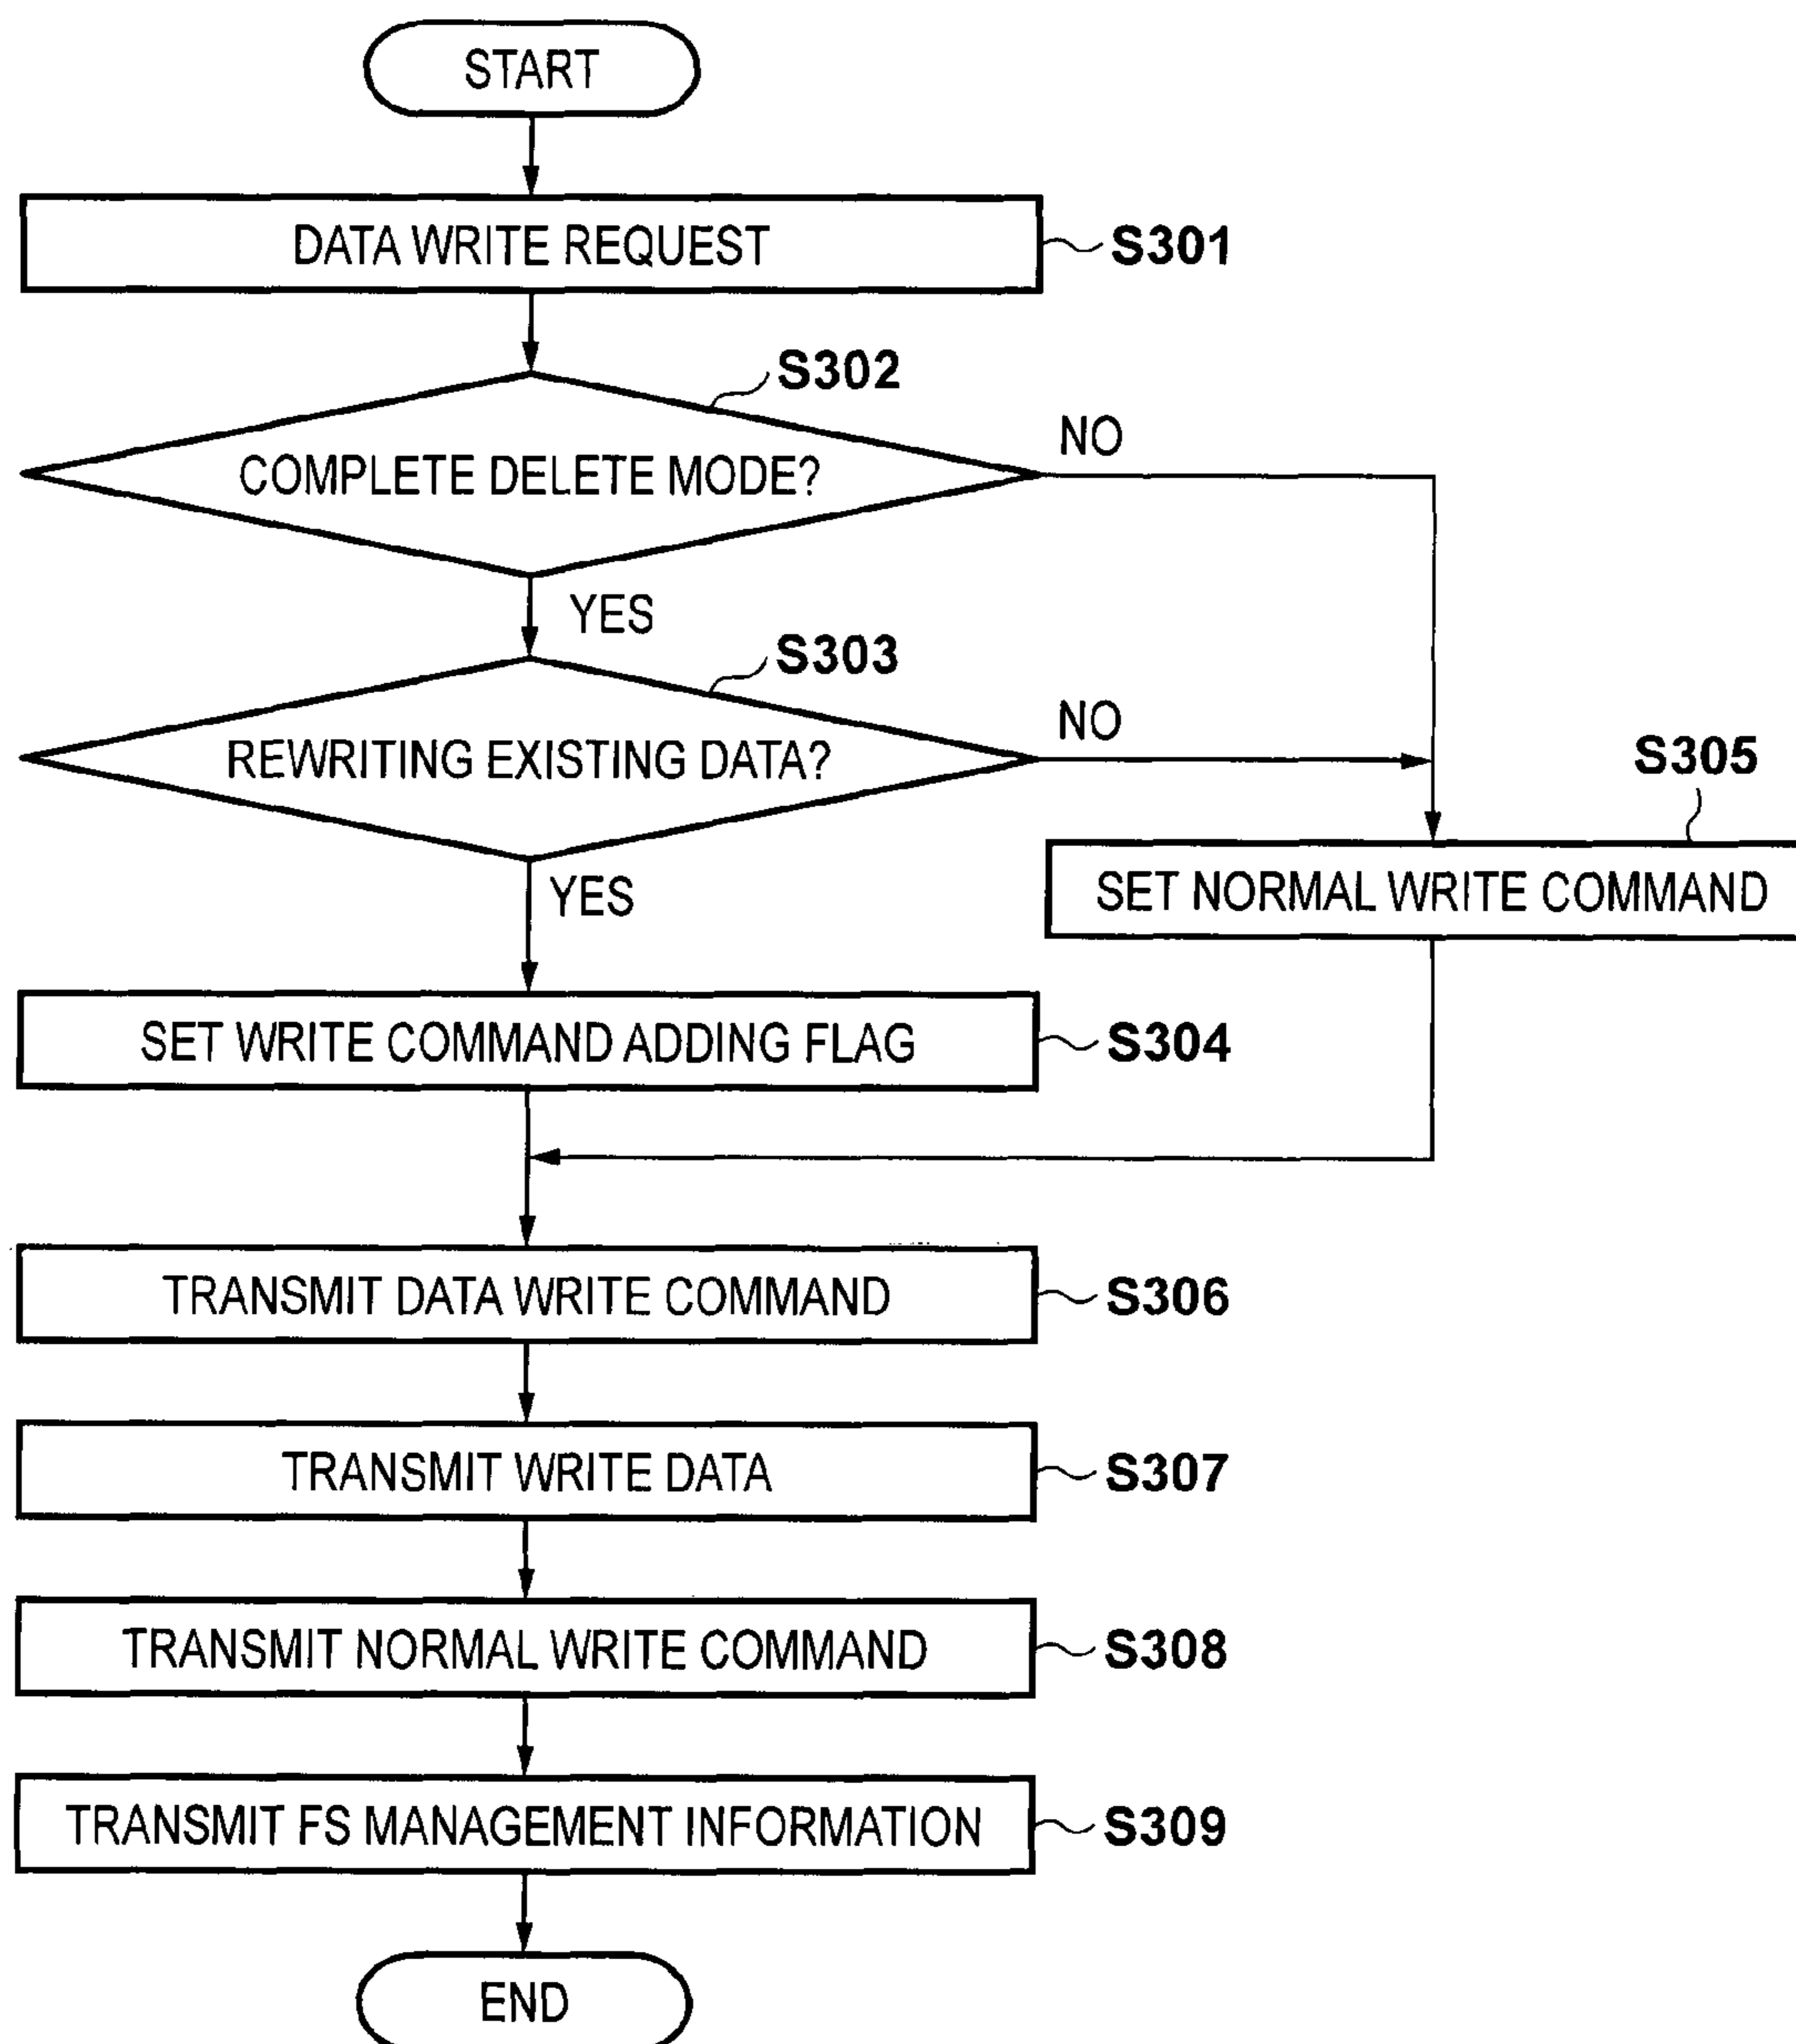 START
DATA WRITE REQUEST
S301
S302
COMPLETE DELETE MODE?
NO
YES
S303
REWRITING EXISTING DATA?
NO
S305
SET NORMAL WRITE COMMAND
YES
SET WRITE COMMAND ADDING FLAG
S304
TRANSMIT DATA WRITE COMMAND
S306
TRANSMIT WRITE DATA
S307
TRANSMIT NORMAL WRITE COMMAND
S308
TRANSMIT FS MANAGEMENT INFORMATION
S309
END